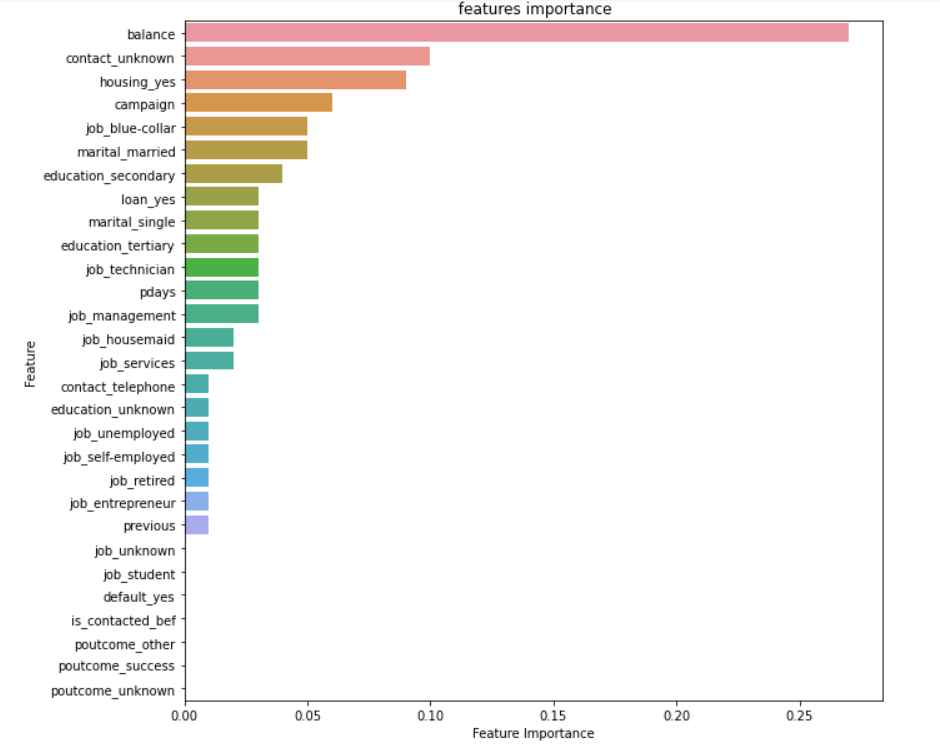 features importance
balance
contact_unknown
housing_yes
campaign
job_blue-collar
marital_married
education_secondary
loan_yes
marital_single
education_tertiary
job_technician
pdays
job_management
job_housemaid
job_services
contact_telephone
education_unknown
job_unemployed
job_self-employed
job_retired
job_entrepreneur
previous
job_unknown
job_student
default_yes
is_contacted_bef
poutcome_other
poutcome_success
poutcome_unknown
Feature
0.00 0.05 0.10 0.15 0.20 0.25
Feature Importance